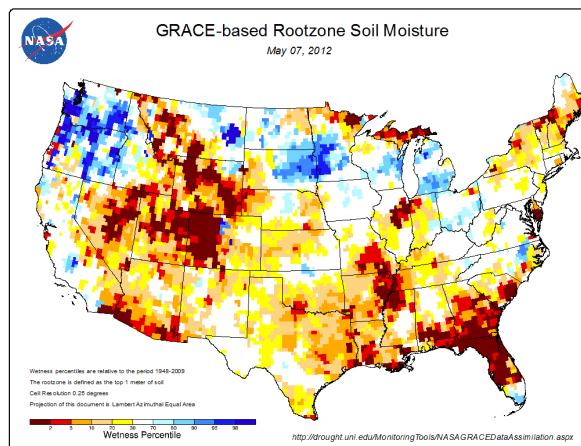 NASA
GRACE-based Rootzone Soil Moisture
May 07, 2012
Wetness percentiles are relative to the period 1948-2009
The rootzone is defined as the top 1 meter of soil
Cell Resolution 0.25 degrees
Projection of this document is Lambert Azimuthal Equal Area
2 5 10 20 30 70 80 90 95 98
Wetness Percentile
http://drought.unl.edu/MonitoringTools/NASAGRACEDataAssimilation.aspx